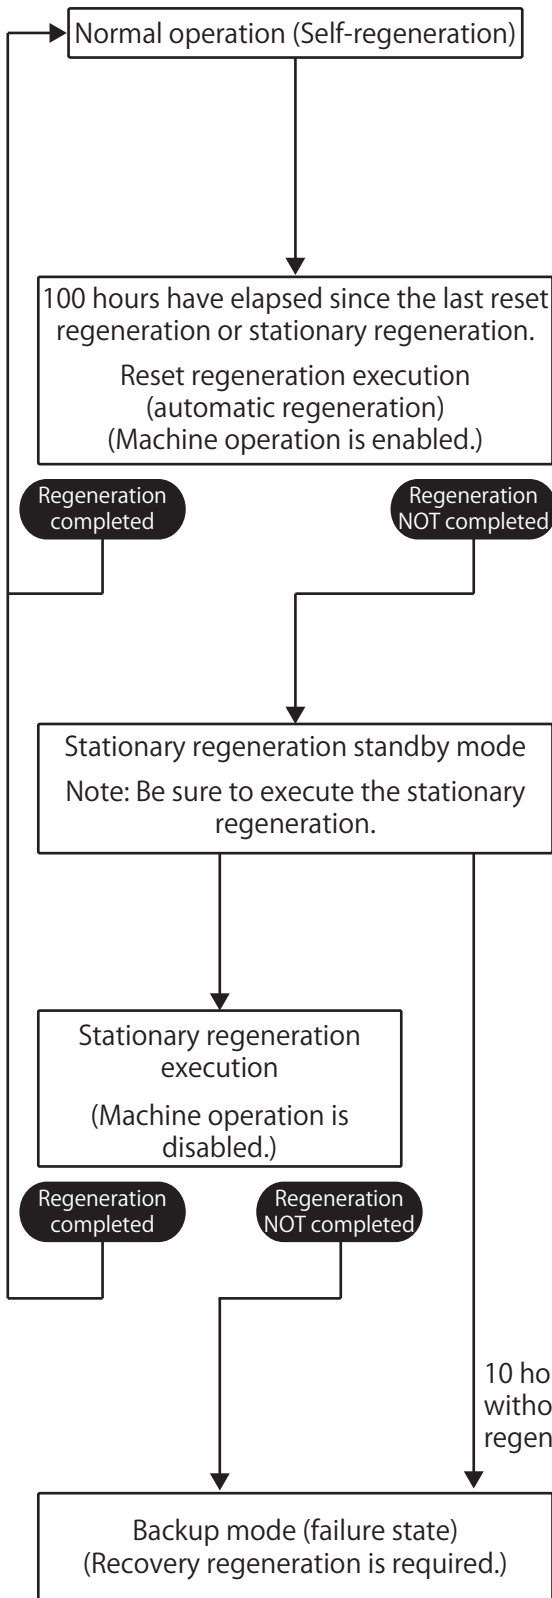 Normal operation (Self-regeneration)
100 hours have elapsed since the last reset
regeneration or stationary regeneration.
Reset regeneration execution
(automatic regeneration)
(Machine operation is enabled.)
Regeneration
completed
Regeneration
NOT completed
Stationary regeneration standby mode
Note: Be sure to execute the stationary
regeneration.
Stationary regeneration
execution
(Machine operation is
disabled.)
Regeneration
completed
Regeneration
NOT completed
10
Backup mode (failure state)
(Recovery regeneration is required.)